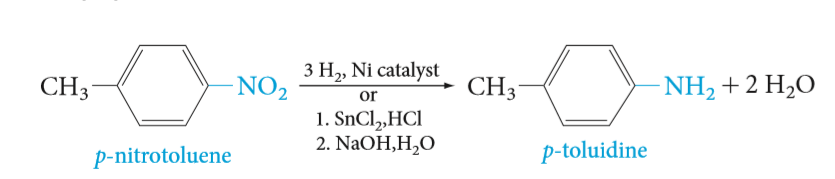 3 H₂, Ni catalyst
CH₃ NO₂ or CH₃ NH₂ + 2 H₂O
1. SnCl₂,HCl
2. NaOH,H₂O
p-nitrotoluene p-toluidine